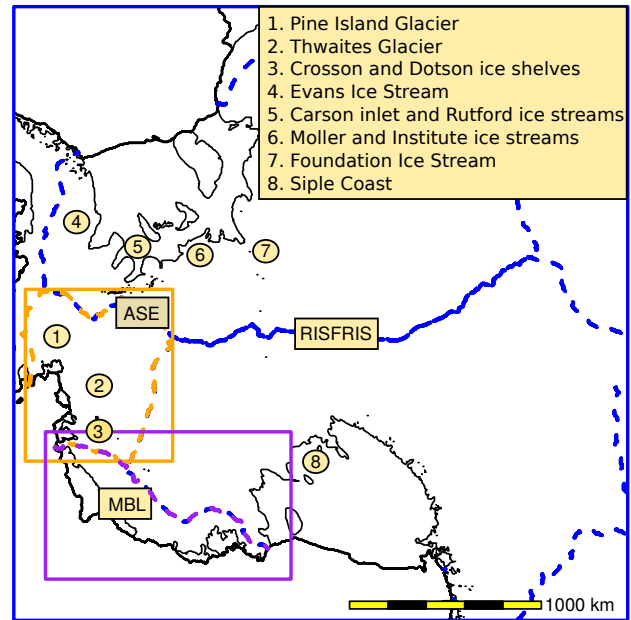 1. Pine Island Glacier
2. Thwaites Glacier
3. Crosson and Dotson ice shelves
4. Evans Ice Stream
5. Carson inlet and Rutford ice streams
6. Moller and Institute ice streams
7. Foundation Ice Stream
8. Siple Coast
4
5
6
7
ASE
1
RISFRIS
2
3
8
MBL
1000 km